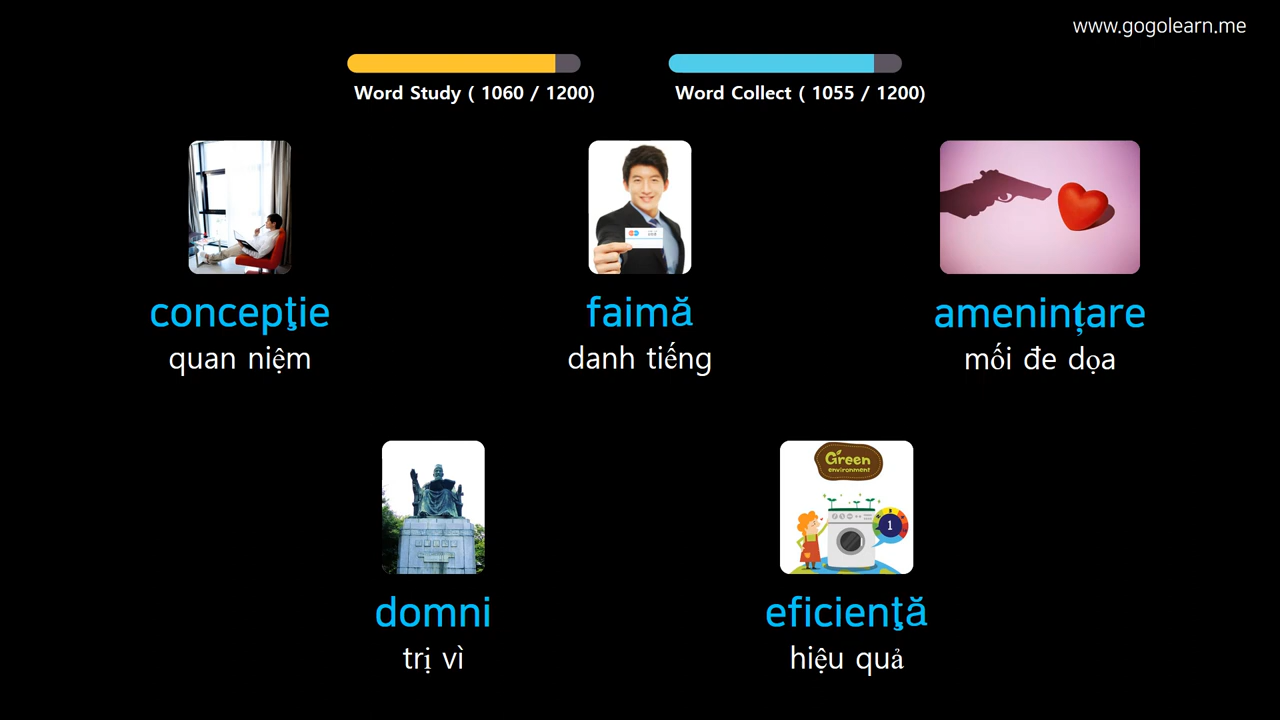 www.gogolearn.me
Word Study ( 1060 / 1200)
Word Collect ( 1055 / 1200)
concepţie
quan niệm
faimă
danh tiếng
amenințare
mối đe dọa
Green
environment
1
domni
trị vì
eficienţă
hiệu quả